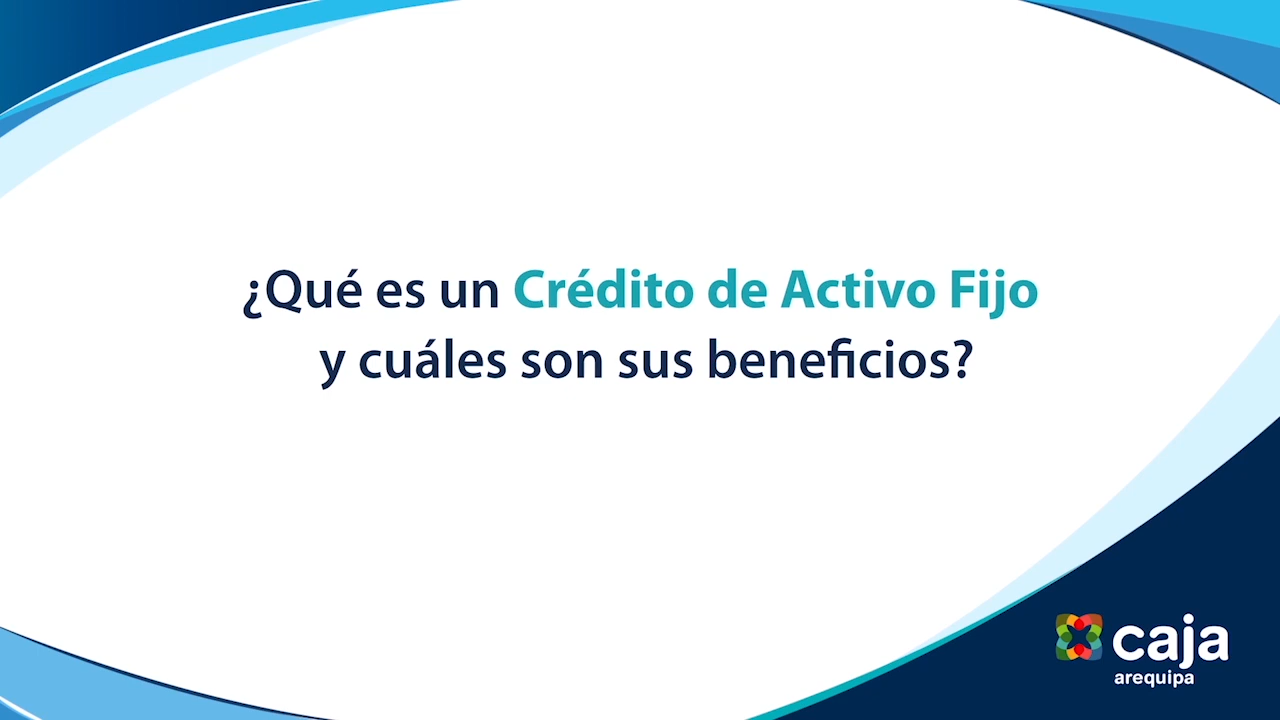 ¿Qué es un Crédito de Activo Fijo
y cuáles son sus beneficios?
caja
arequipa